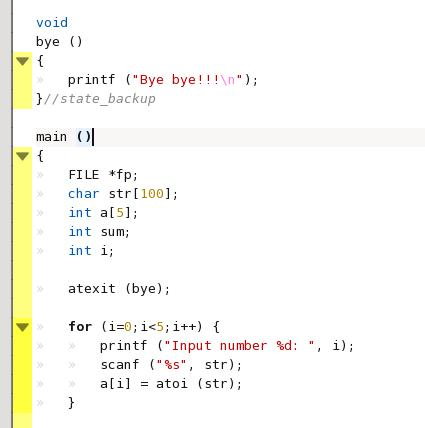 void
bye ()
{
» printf ("Bye bye!!!\n");
}//state_backup
main ()
{
» FILE *fp;
» char str[100];
» int a[5];
» int sum;
» int i;
» atexit (bye);
» for (i=0;i<5;i++) {
» » printf ("Input number %d: ", i);
» » scanf ("%s", str);
» » a[i] = atoi (str);
» }